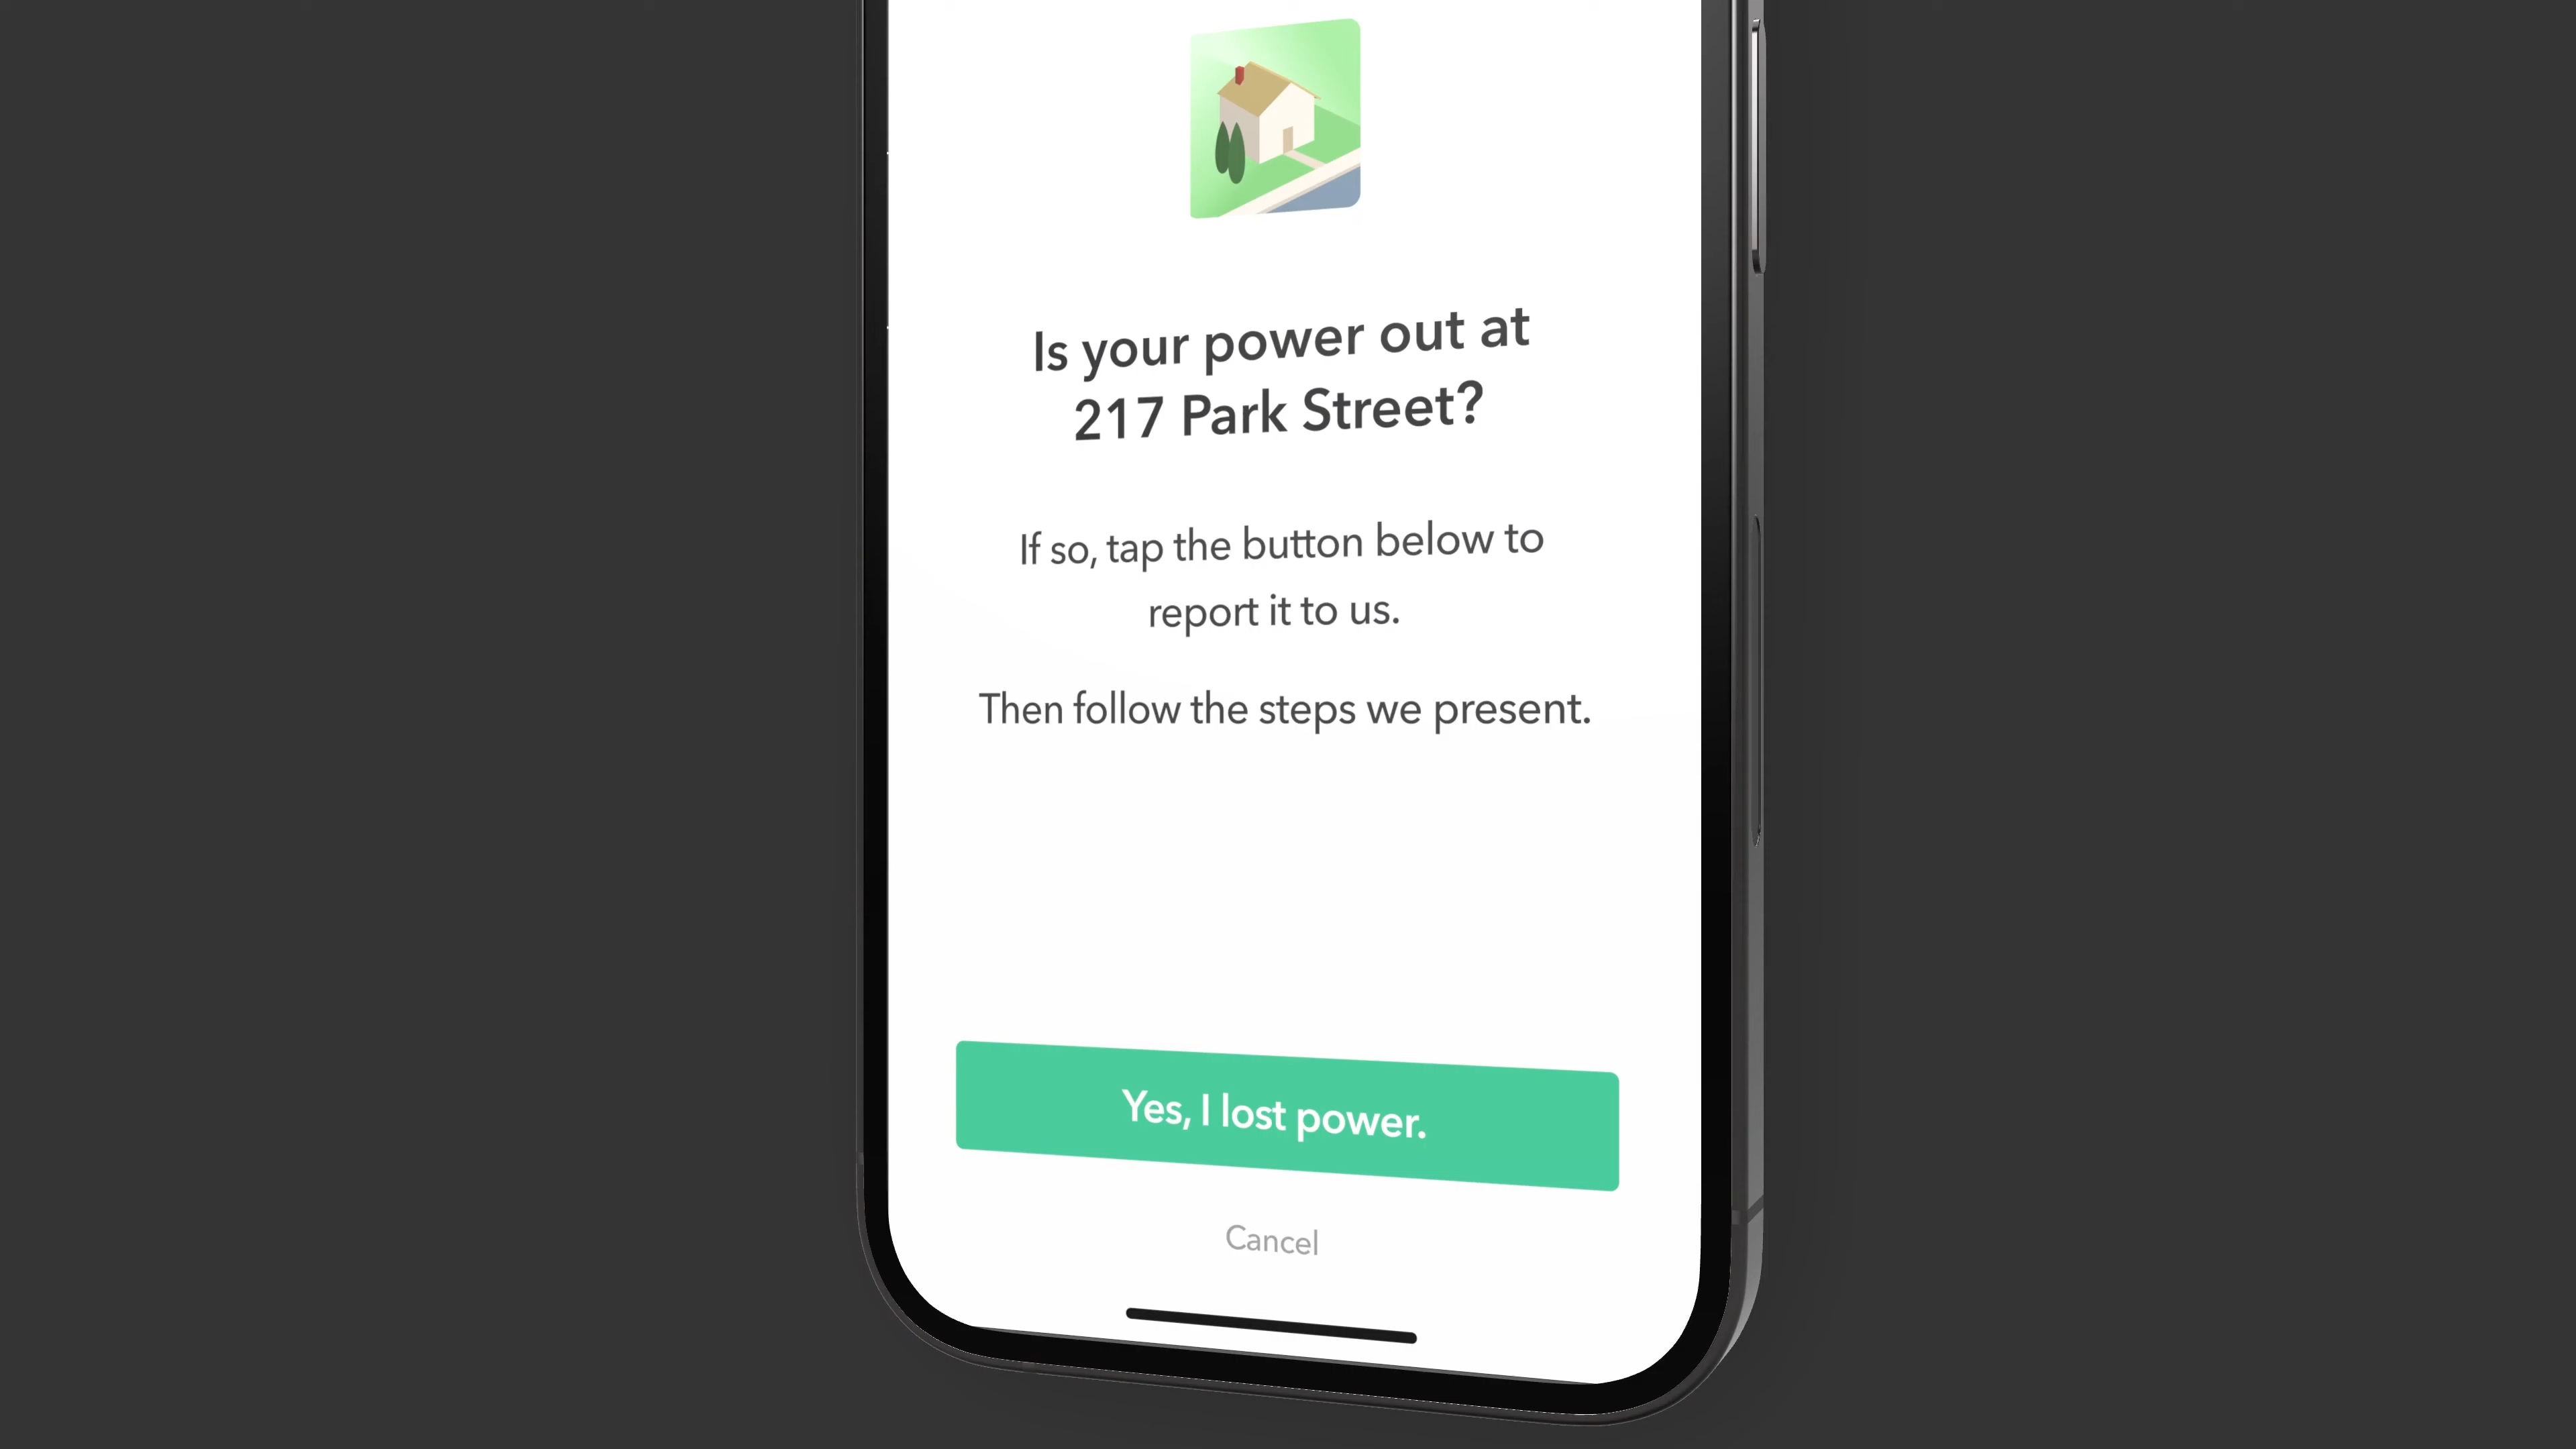 Is your power out at
217 Park Street?
If so, tap the button below to
report it to us.
Then follow the steps we present.
Yes, I lost power.
Cancel